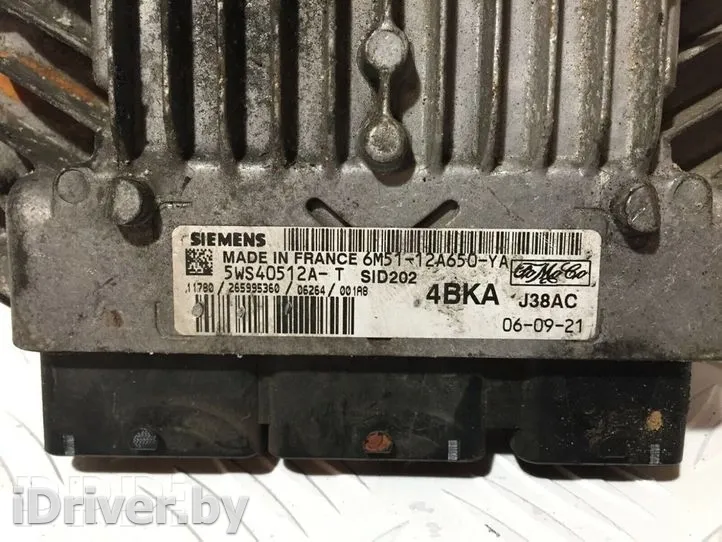 SIEMENS
MADE IN FRANCE 6M51-12A650-YA
5WS40512A-T SID202
11780 / 265995360 / 06264 / 001AB
4BKA J38AC
06-09-21
iDriver.by